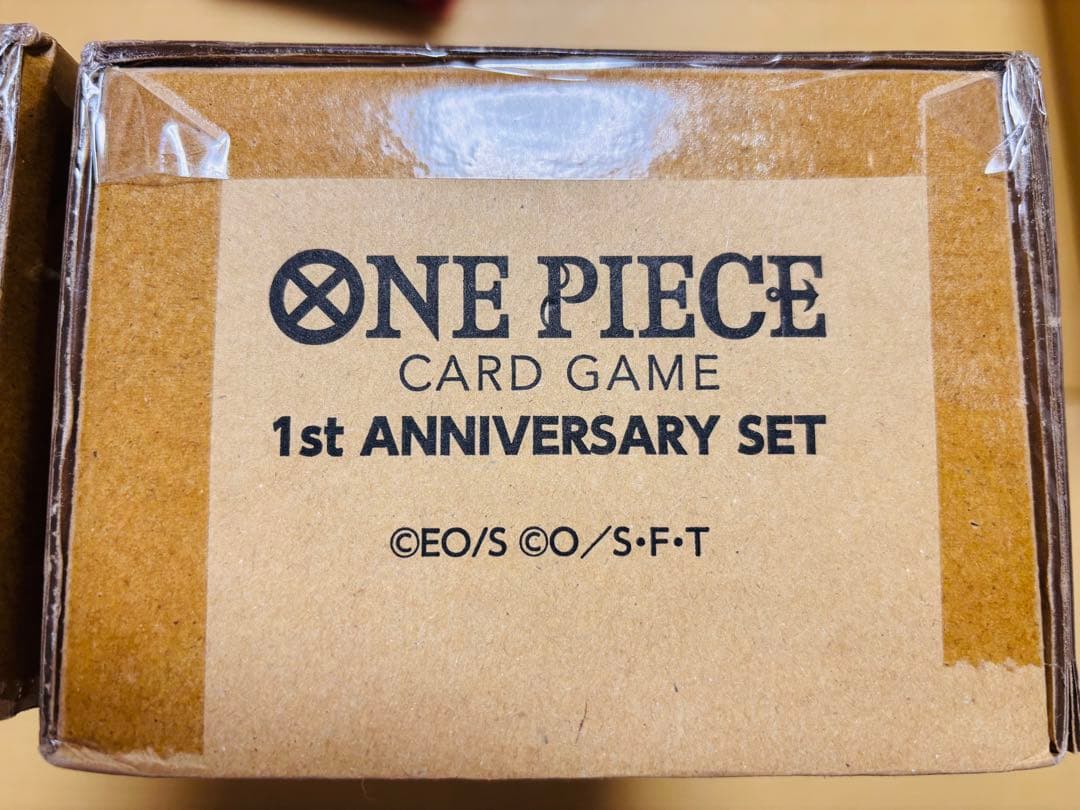 ONE PIECE
CARD GAME
1st ANNIVERSARY SET
©EO/S ©O／S・F・T